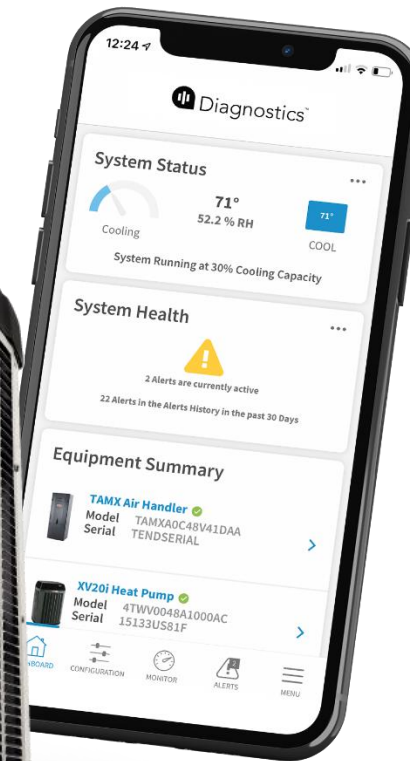 12:24
Diagnostics™
System Status
...
71°
52.2 % RH
71°
Cooling
COOL
System Running at 30% Cooling Capacity
System Health
...
2 Alerts are currently active
22 Alerts in the Alerts History in the past 30 Days
Equipment Summary
TAMX Air Handler
Model TAMXA0C48V41DAA
Serial TENDSERIAL
XV20i Heat Pump
Model 4TWV0048A1000AC
Serial 15133US81F
CONFIGURATION
MONITOR
2
ALERTS
MENU